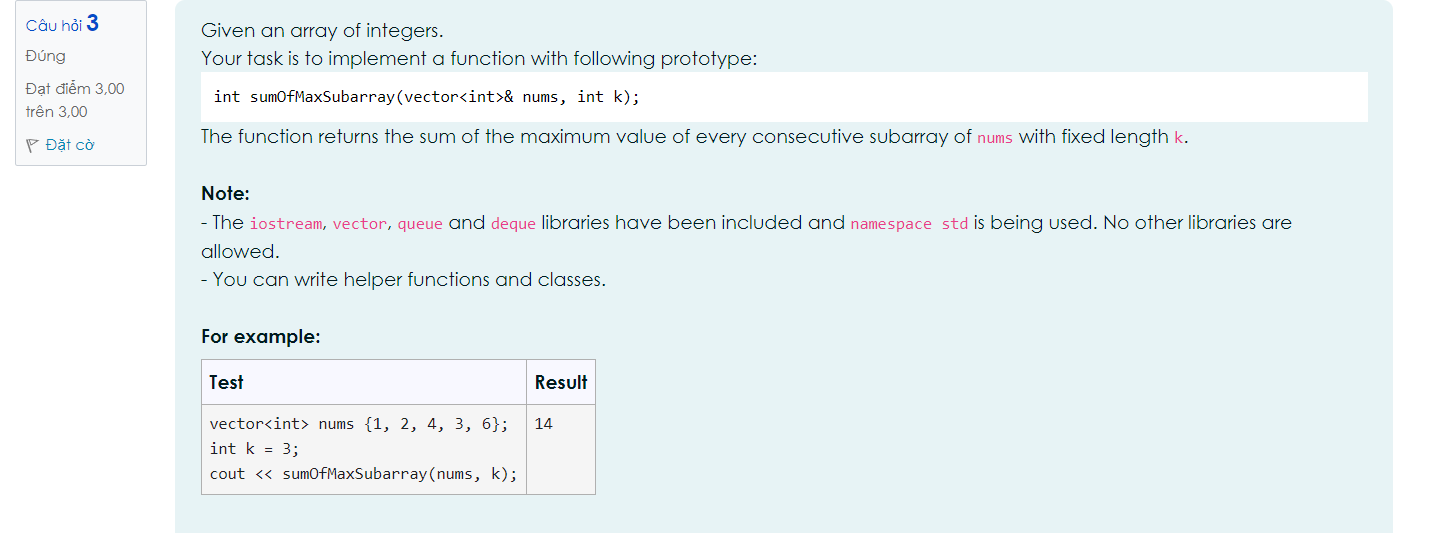 Câu hỏi 3
Đúng
Đạt điểm 3,00
trên 3,00
Đặt cờ
Given an array of integers.
Your task is to implement a function with following prototype:
int sumOfMaxSubarray(vector<int>& nums, int k);
The function returns the sum of the maximum value of every consecutive subarray of nums with fixed length k.
Note:
- The iostream, vector, queue and deque libraries have been included and namespace std is being used. No other libraries are
allowed.
- You can write helper functions and classes.
For example:
Test Result
vector<int> nums {1, 2, 4, 3, 6}; 14
int k = 3;
cout << sumOfMaxSubarray(nums, k);